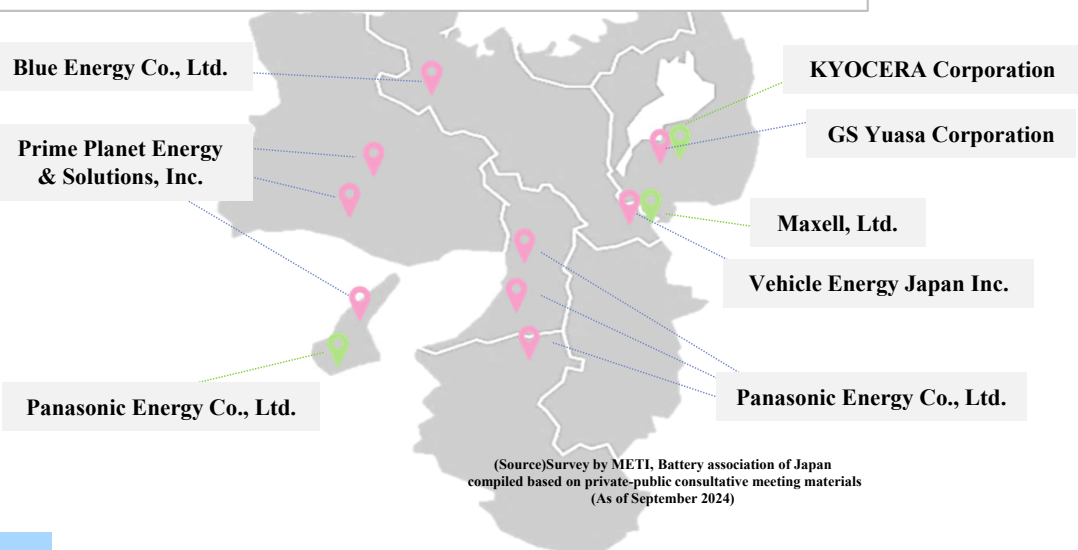 Blue Energy Co., Ltd.
KYOCERA Corporation
GS Yuasa Corporation
Prime Planet Energy
& Solutions, Inc.
Maxell, Ltd.
Vehicle Energy Japan Inc.
Panasonic Energy Co., Ltd.
Panasonic Energy Co., Ltd.
(Source)Survey by METI, Battery association of Japan
compiled based on private-public consultative meeting materials
(As of September 2024)